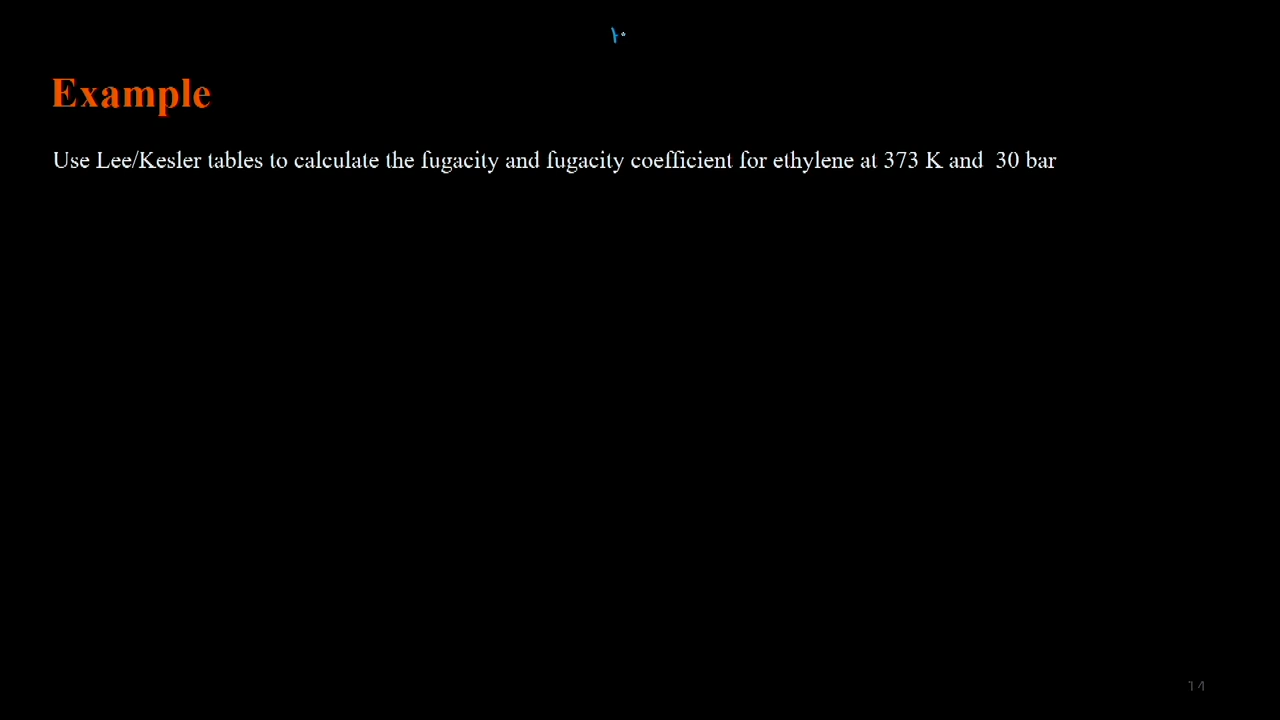 Example
Use Lee/Kesler tables to calculate the fugacity and fugacity coefficient for ethylene at 373 K and 30 bar
14